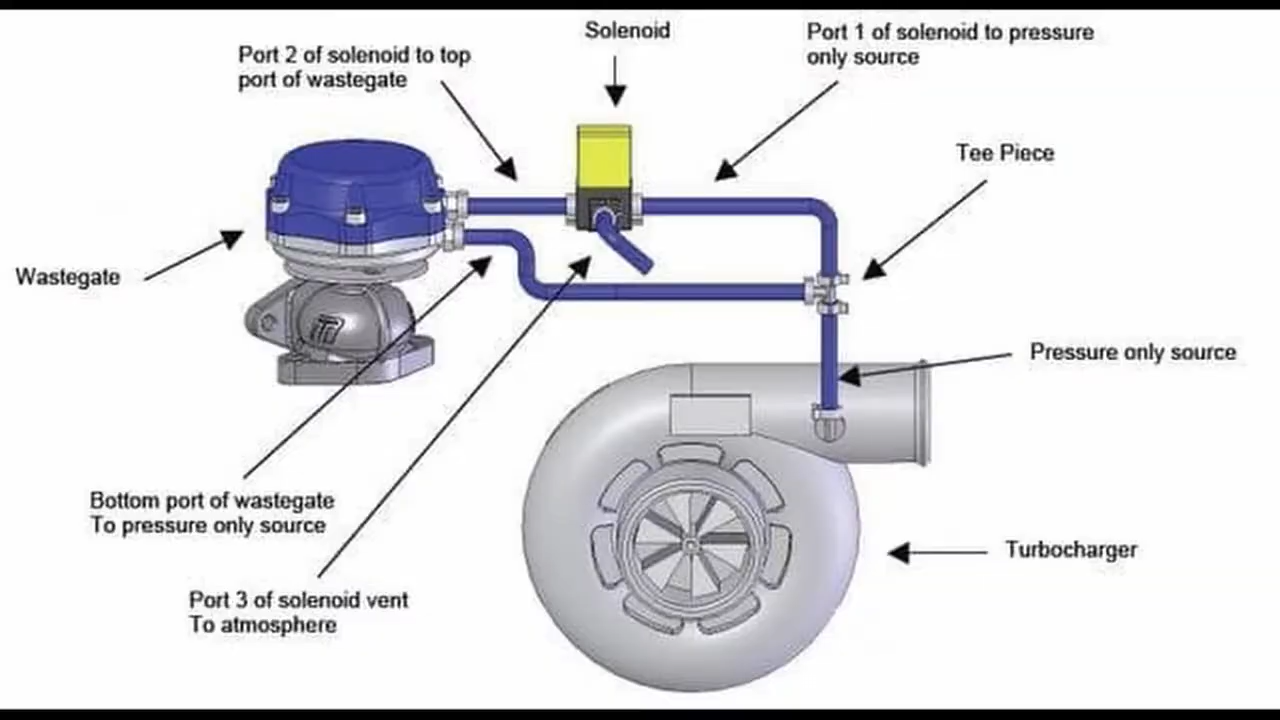 Solenoid
Port 2 of solenoid to top
port of wastegate
Port 1 of solenoid to pressure
only source
Tee Piece
Wastegate
Pressure only source
Bottom port of wastegate
To pressure only source
Turbocharger
Port 3 of solenoid vent
To atmosphere